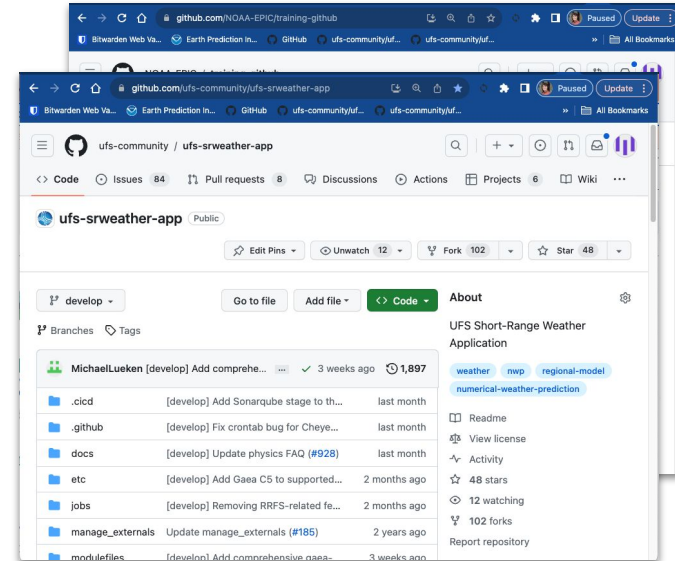 github.com/NOAA-EPIC/training-github
Paused
Update
Bitwarden Web Va...
Earth Prediction In...
GitHub
ufs-community/uf...
ufs-community/uf...
»
All Bookmarks
github.com/ufs-community/ufs-srweather-app
Paused
Update
Bitwarden Web Va...
Earth Prediction In...
GitHub
ufs-community/uf...
ufs-community/uf...
»
All Bookmarks
ufs-community / ufs-srweather-app
Code
Issues 84
Pull requests 8
Discussions
Actions
Projects 6
Wiki
...
ufs-srweather-app Public
Edit Pins
Unwatch 12
Fork 102
Star 48
develop
Go to file
Add file
<> Code
Branches
Tags
MichaelLueken [develop] Add comprehe... ... 3 weeks ago 1,897
.cicd [develop] Add Sonarqube stage to th... last month
.github [develop] Fix crontab bug for Cheye... last month
docs [develop] Update physics FAQ (#928) last month
etc [develop] Add Gaea C5 to supported... 2 months ago
jobs [develop] Removing RRFS-related fe... 2 months ago
manage_externals Update manage_externals (#185) 2 years ago
modulefiles [develop] Add comprehensive gaea- 3 weeks ago
About
UFS Short-Range Weather
Application
weather nwp regional-model
numerical-weather-prediction
Readme
View license
Activity
48 stars
12 watching
102 forks
Report repository